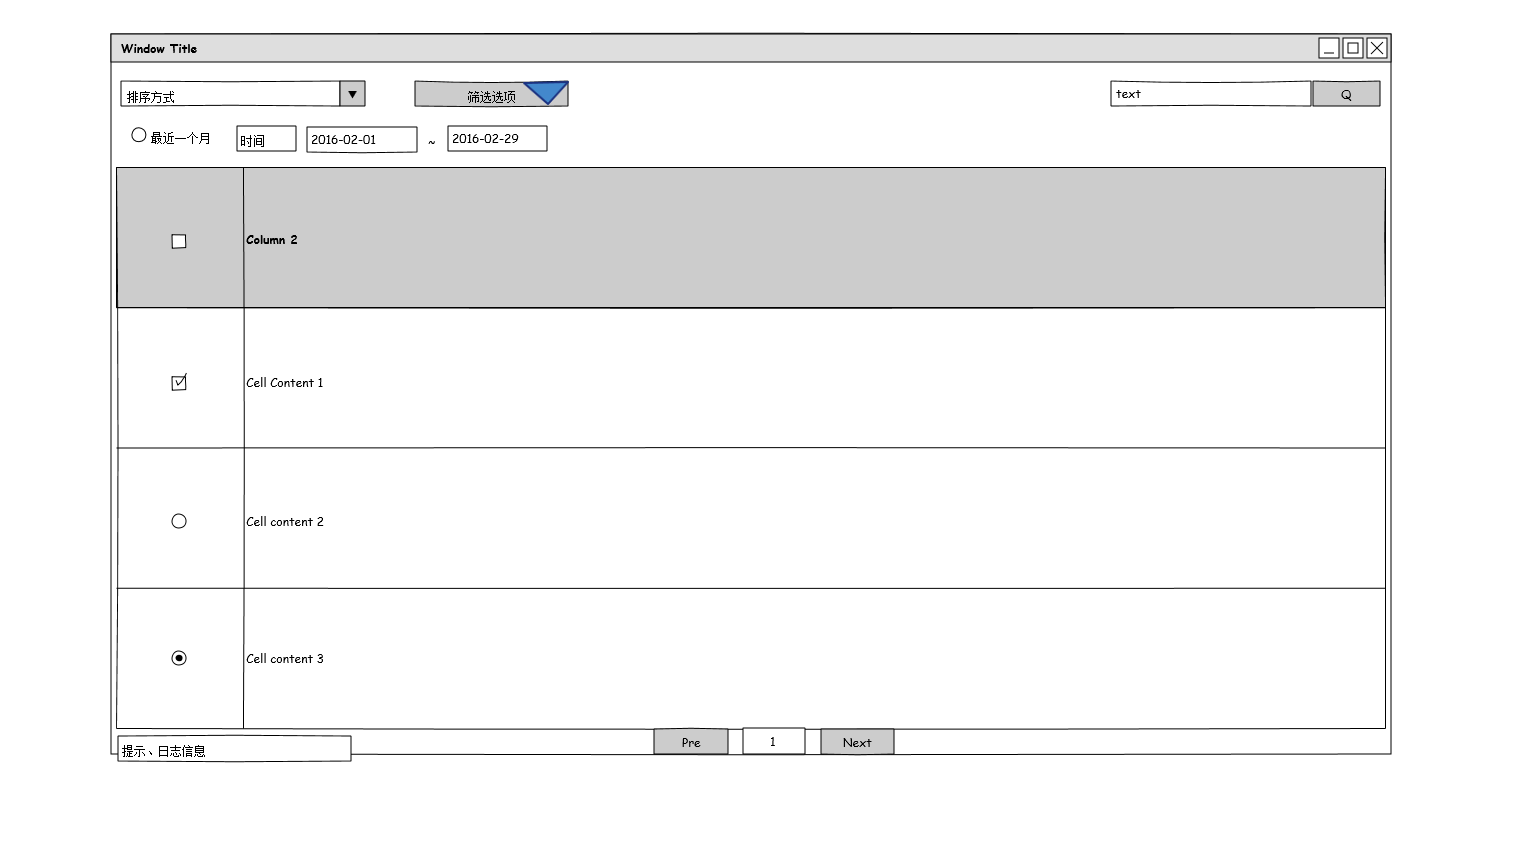 Window Title
排序方式
筛选选项
text
Q
最近一个月
时间
2016-02-01
~
2016-02-29
Column 2
Cell Content 1
Cell content 2
Cell content 3
提示、日志信息
Pre
1
Next